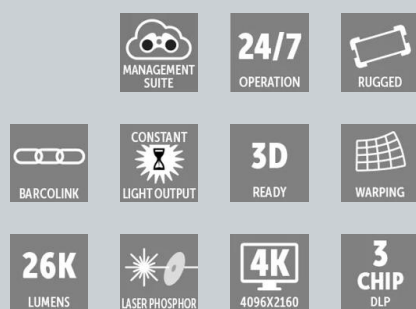 MANAGEMENT
SUITE
24/7
OPERATION
RUGGED
BARCOLINK
CONSTANT
LIGHT OUTPUT
3D
READY
WARPING
26K
LUMENS
LASER PHOSPHOR
4K
4096X2160
3
CHIP
DLP